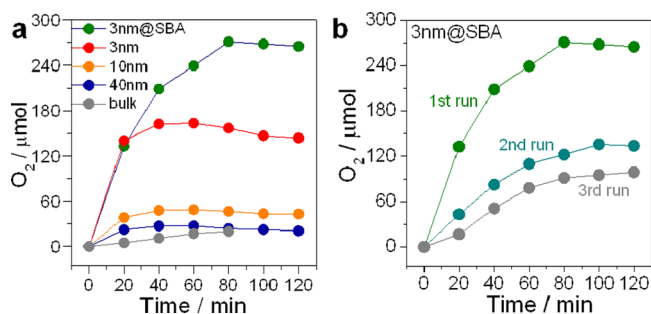 a
3nm@SBA
3nm
10nm
40nm
bulk
O₂ / μmol
300
240
180
120
60
0
0 20 40 60 80 100 120
Time / min
b
3nm@SBA
1st run
2nd run
3rd run
O₂ / μmol
300
240
180
120
60
0
0 20 40 60 80 100 120
Time / min